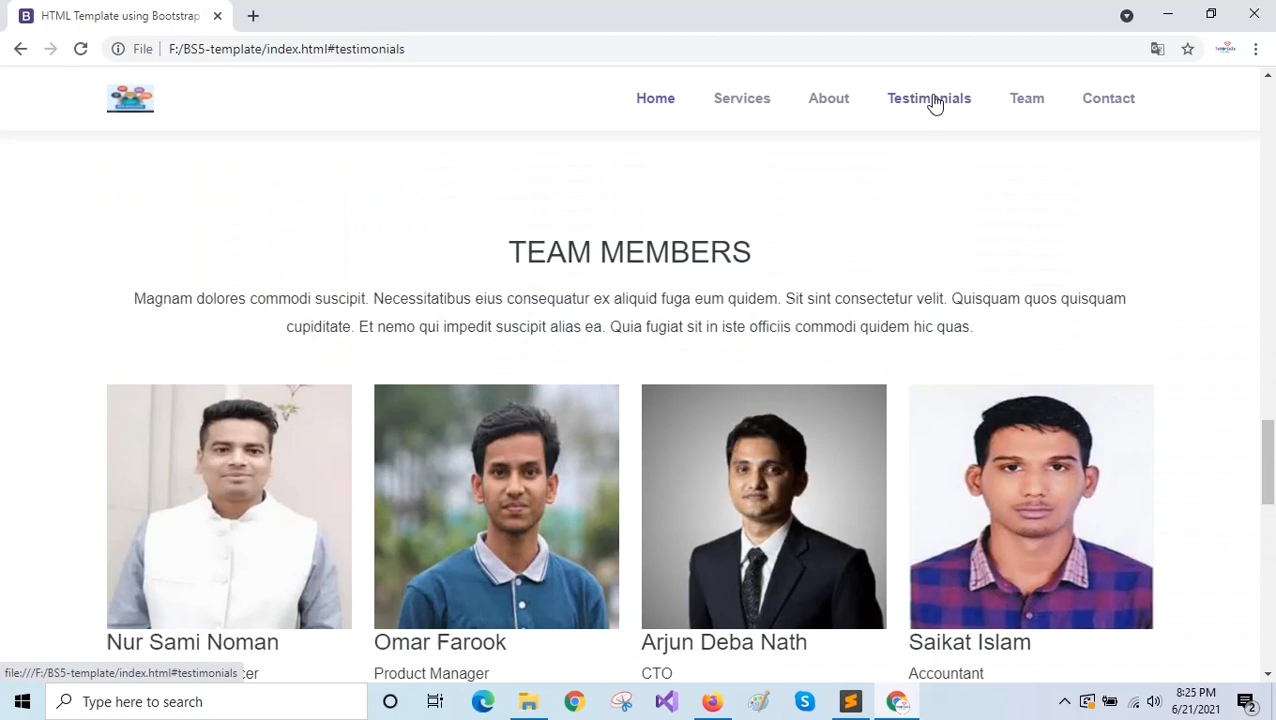 HTML Template using Bootstrap
File F:/BS5-template/index.html#testimonials
Home Services About Testimonials Team Contact
TEAM MEMBERS
Magnam dolores commodi suscipit. Necessitatibus eius consequatur ex aliquid fuga eum quidem. Sit sint consectetur velit. Quisquam quos quisquam
cupiditate. Et nemo qui impedit suscipit alias ea. Quia fugiat sit in iste officiis commodi quidem hic quas.
Nur Sami Noman Omar Farook Arjun Deba Nath Saikat Islam
Product Manager CTO Accountant
file:///F:/BS5-template/index.html#testimonials
Type here to search
8:25 PM
6/21/2021
2